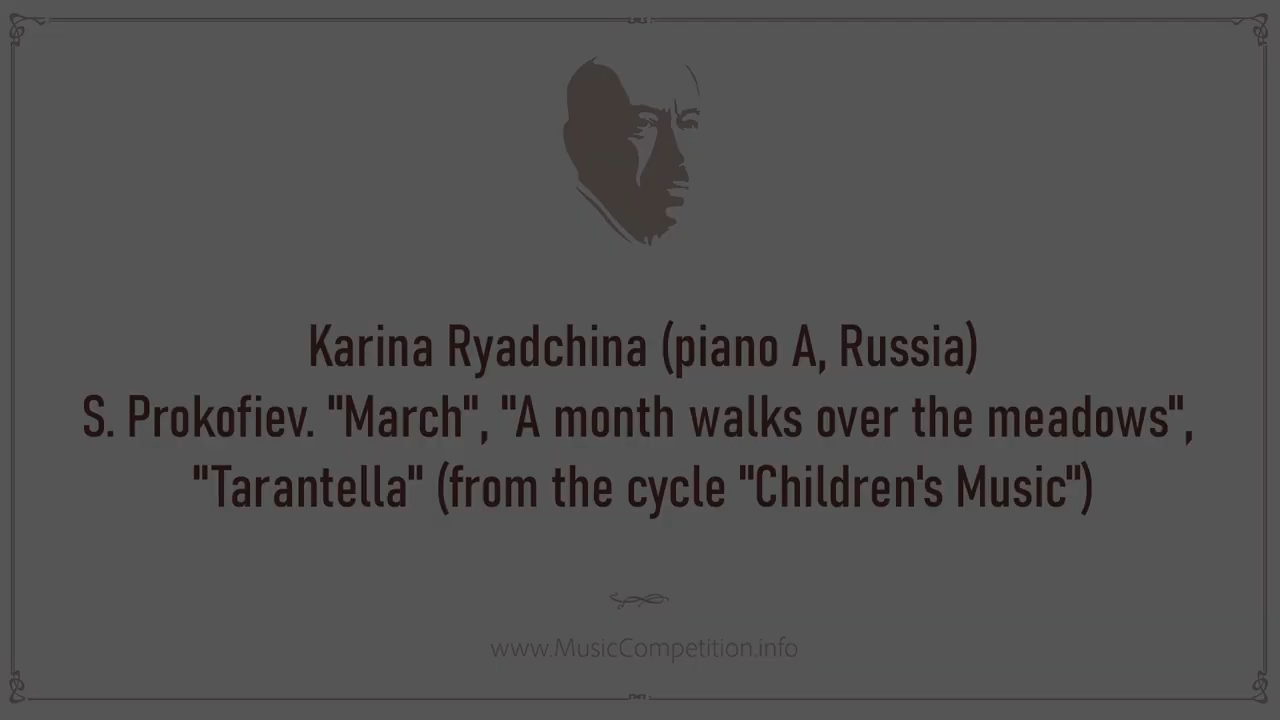 Karina Ryadchina (piano A, Russia)
S. Prokofiev. "March", "A month walks over the meadows",
"Tarantella" (from the cycle "Children's Music")
www.MusicCompetition.info